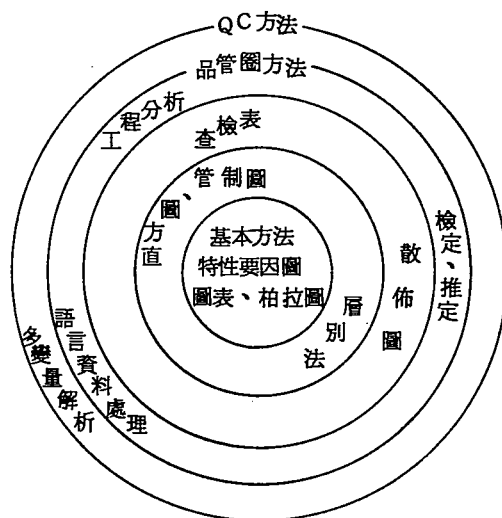 QC方法
品管圈方法
工程分析
查檢表
直方圖、管制圖
基本方法
特性要因圖
圖表、柏拉圖
層別法
散佈圖
檢定、推定
語言資料處理
多變量解析